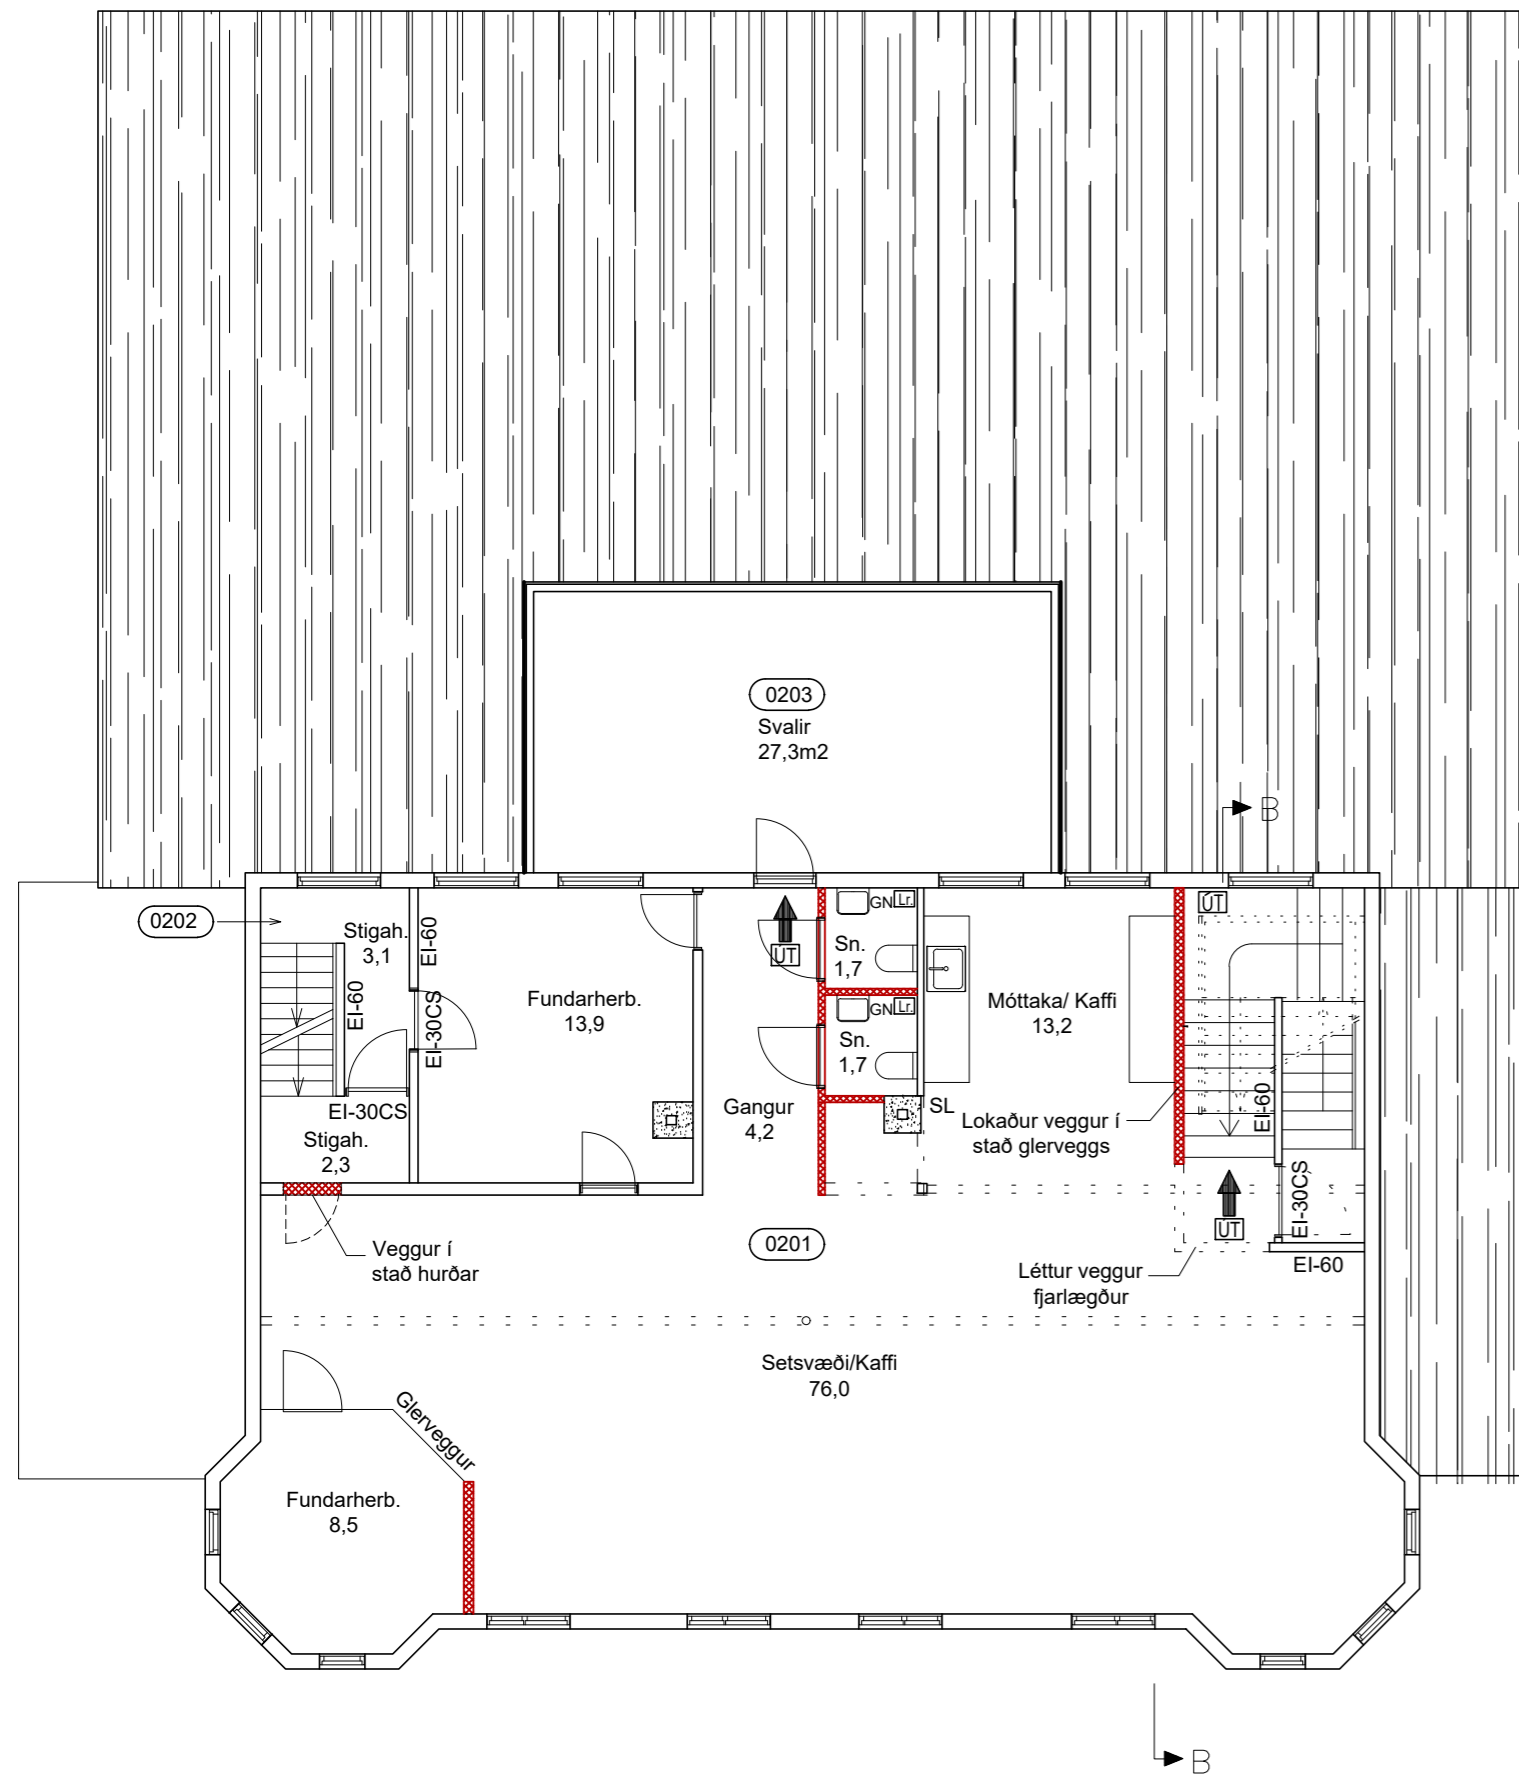 0203
Svalir
27,3m2
B
0202
Stigah.
3,1
EI-60
EI-60
EI-30CS
EI-30CS
Stigah.
2,3
Fundarherb.
13,9
ÚT
GN
Lr.
Sn.
1,7
GN
Lr.
Sn.
1,7
Gangur
4,2
SL
Móttaka/ Kaffi
13,2
Lokaður veggur í
stað glerveggs
ÚT
EI-60
EI-30CS
ÚT
EI-60
Veggur í
stað hurðar
0201
Léttur veggur
fjarlægður
Setsvæði/Kaffi
76,0
Glerveggur
Fundarherb.
8,5
B